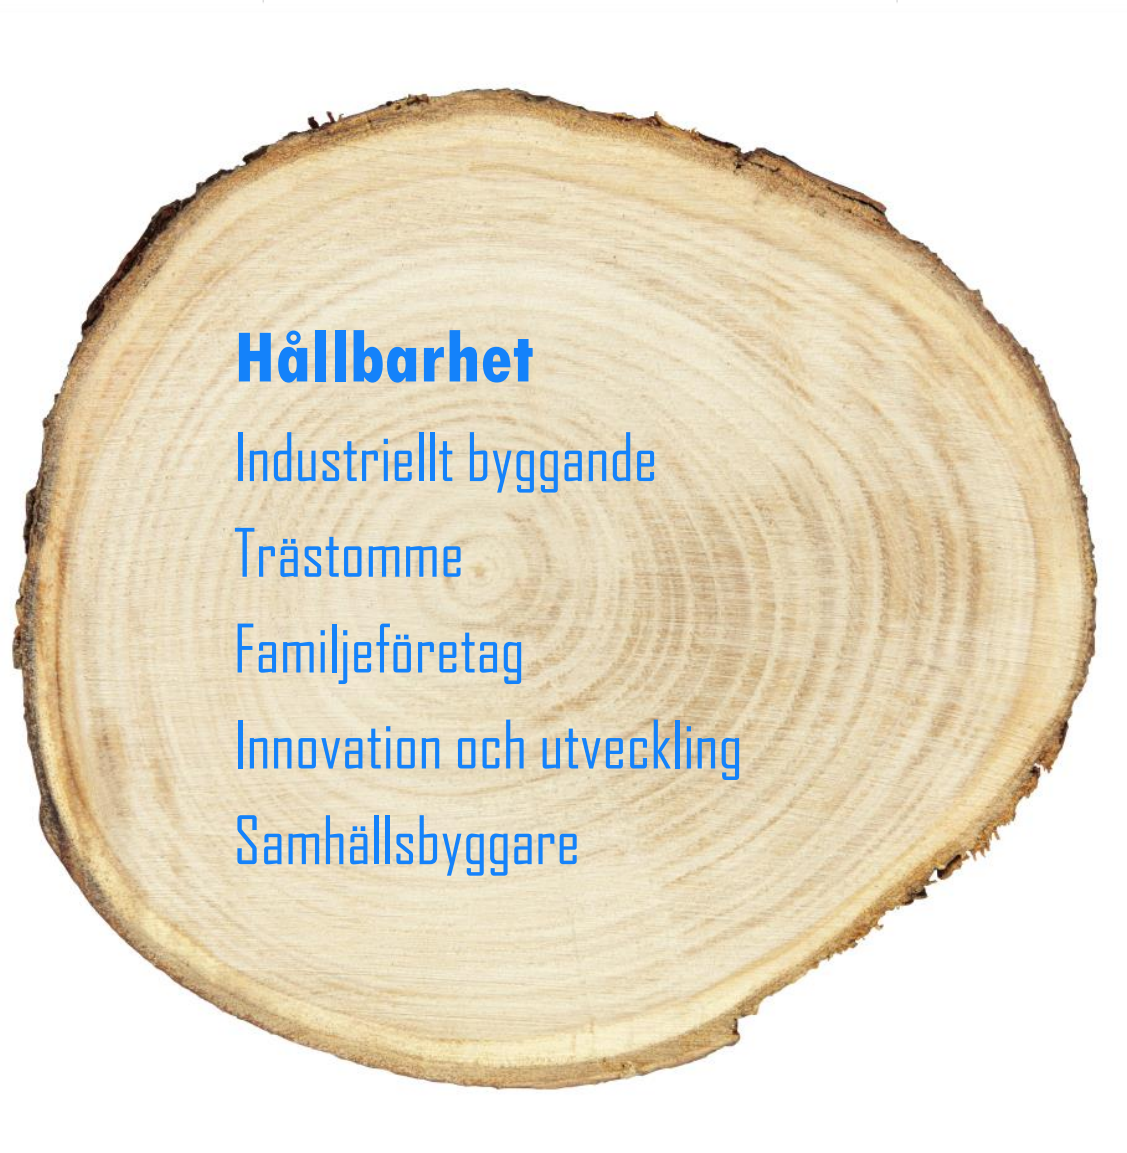 Hållbarhet
Industriellt byggande
Trästomme
Familjeföretag
Innovation och utveckling
Samhällsbyggare